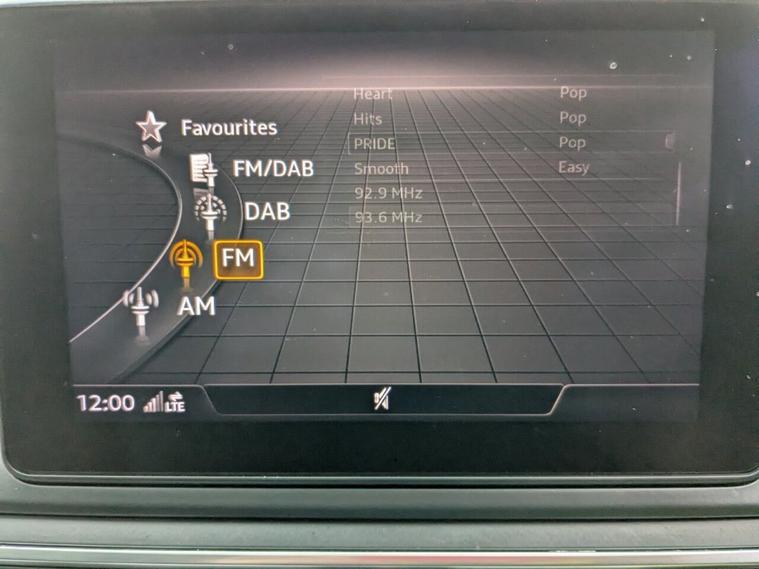 Heart Pop
Hits Pop
PRIDE Pop
Smooth Easy
92.9 MHz
93.6 MHz
Favourites
FM/DAB
DAB
FM
AM
12:00 LTE